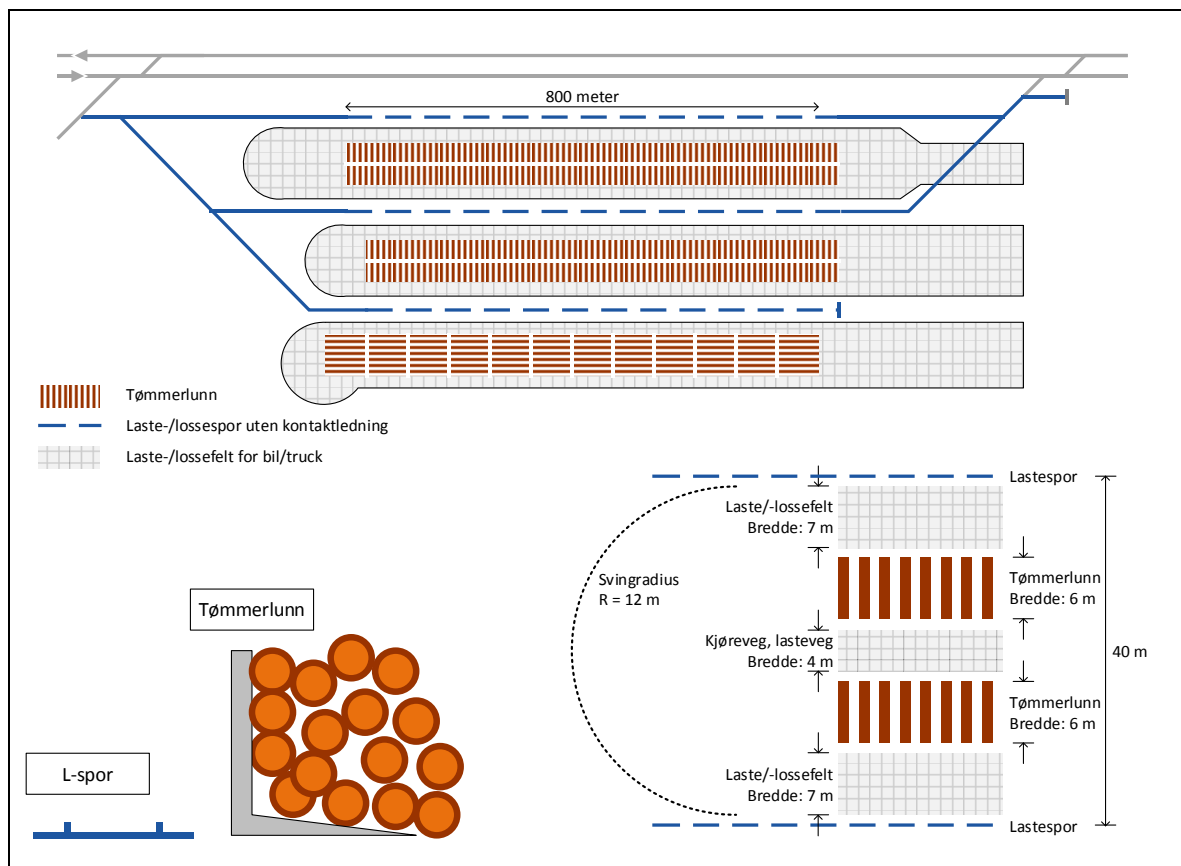 800 meter
Tømmerlunn
Laste-/lossespor uten kontaktledning
Laste-/lossefelt for bil/truck
Lastespor
Laste/-lossefelt
Bredde: 7 m
Svingradius
R = 12 m
Tømmerlunn
Bredde: 6 m
Kjøreveg, lasteveg
Bredde: 4 m
40 m
Tømmerlunn
Bredde: 6 m
Laste/-lossefelt
Bredde: 7 m
Lastespor
Tømmerlunn
L-spor